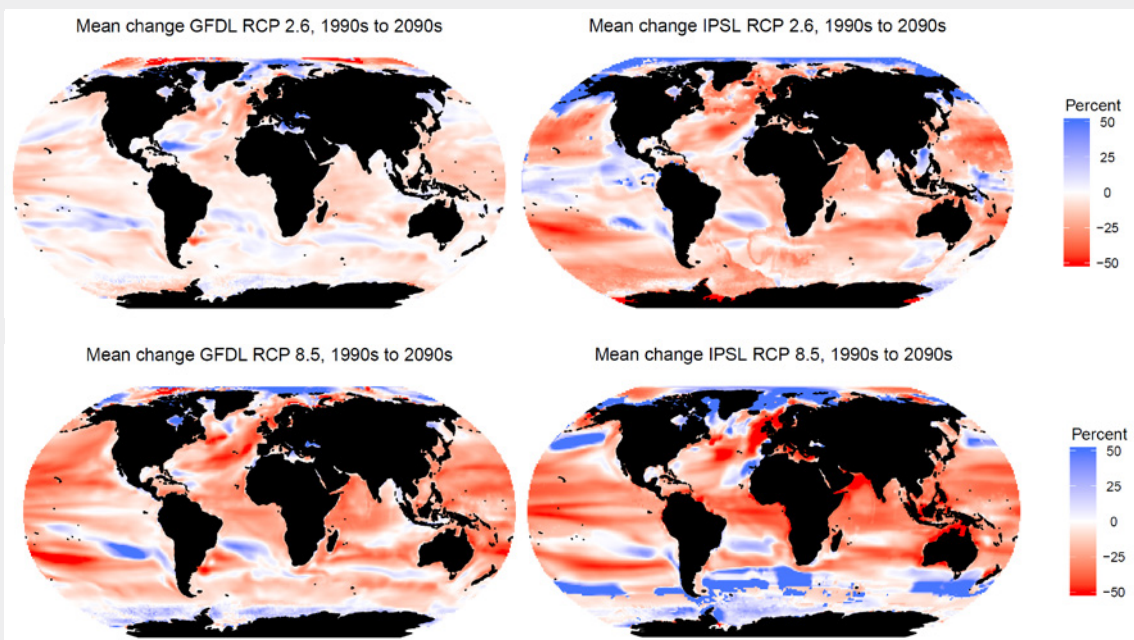 Mean change GFDL RCP 2.6, 1990s to 2090s
Mean change IPSL RCP 2.6, 1990s to 2090s
Percent
50
25
0
−25
−50
Mean change GFDL RCP 8.5, 1990s to 2090s
Mean change IPSL RCP 8.5, 1990s to 2090s
Percent
50
25
0
−25
−50